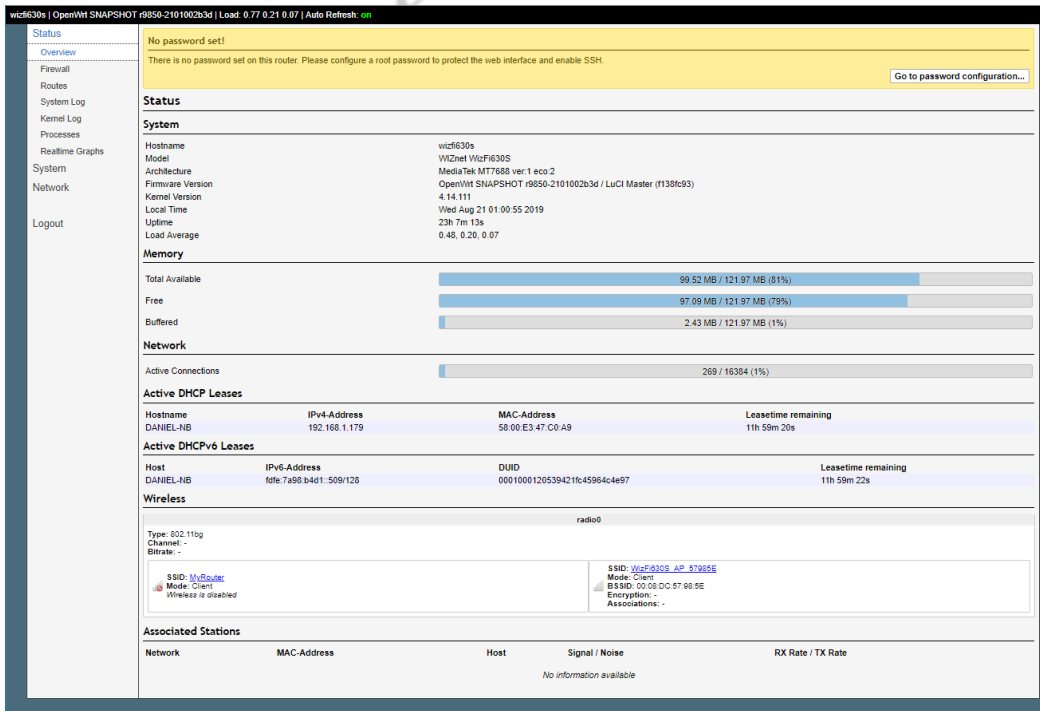 wizfi630s | OpenWrt SNAPSHOT r9850-2101002b3d | Load: 0.77 0.21 0.07 | Auto Refresh: on
Status
Overview
Firewall
Routes
System Log
Kernel Log
Processes
Realtime Graphs
System
Network
Logout
No password set!
There is no password set on this router. Please configure a root password to protect the web interface and enable SSH.
Go to password configuration...
Status
System
Hostname wizfi630s
Model WIZnet WizFi630S
Architecture MediaTek MT7688 ver:1 eco:2
Firmware Version OpenWrt SNAPSHOT r9850-2101002b3d / LuCI Master (f138fc93)
Kernel Version 4.14.111
Local Time Wed Aug 21 01:00:55 2019
Uptime 23h 7m 13s
Load Average 0.48, 0.20, 0.07
Memory
Total Available 99.52 MB / 121.97 MB (81%)
Free 97.09 MB / 121.97 MB (79%)
Buffered 2.43 MB / 121.97 MB (1%)
Network
Active Connections 269 / 16384 (1%)
Active DHCP Leases
Hostname IPv4-Address MAC-Address Leasetime remaining
DANIEL-NB 192.168.1.179 58:00:E3:47:C0:A9 11h 59m 20s
Active DHCPv6 Leases
Host IPv6-Address DUID Leasetime remaining
DANIEL-NB fdfe:7a98:b4d1::509/128 0001000120539421fc45964c4e97 11h 59m 22s
Wireless
radio0
Type: 802.11bg
Channel: -
Bitrate: -
SSID: MyRouter
Mode: Client
Wireless is disabled
SSID: WizFi630S_AP_57985E
Mode: Client
BSSID: 00:08:DC:57:98:5E
Encryption: -
Associations: -
Associated Stations
Network MAC-Address Host Signal / Noise RX Rate / TX Rate
No information available